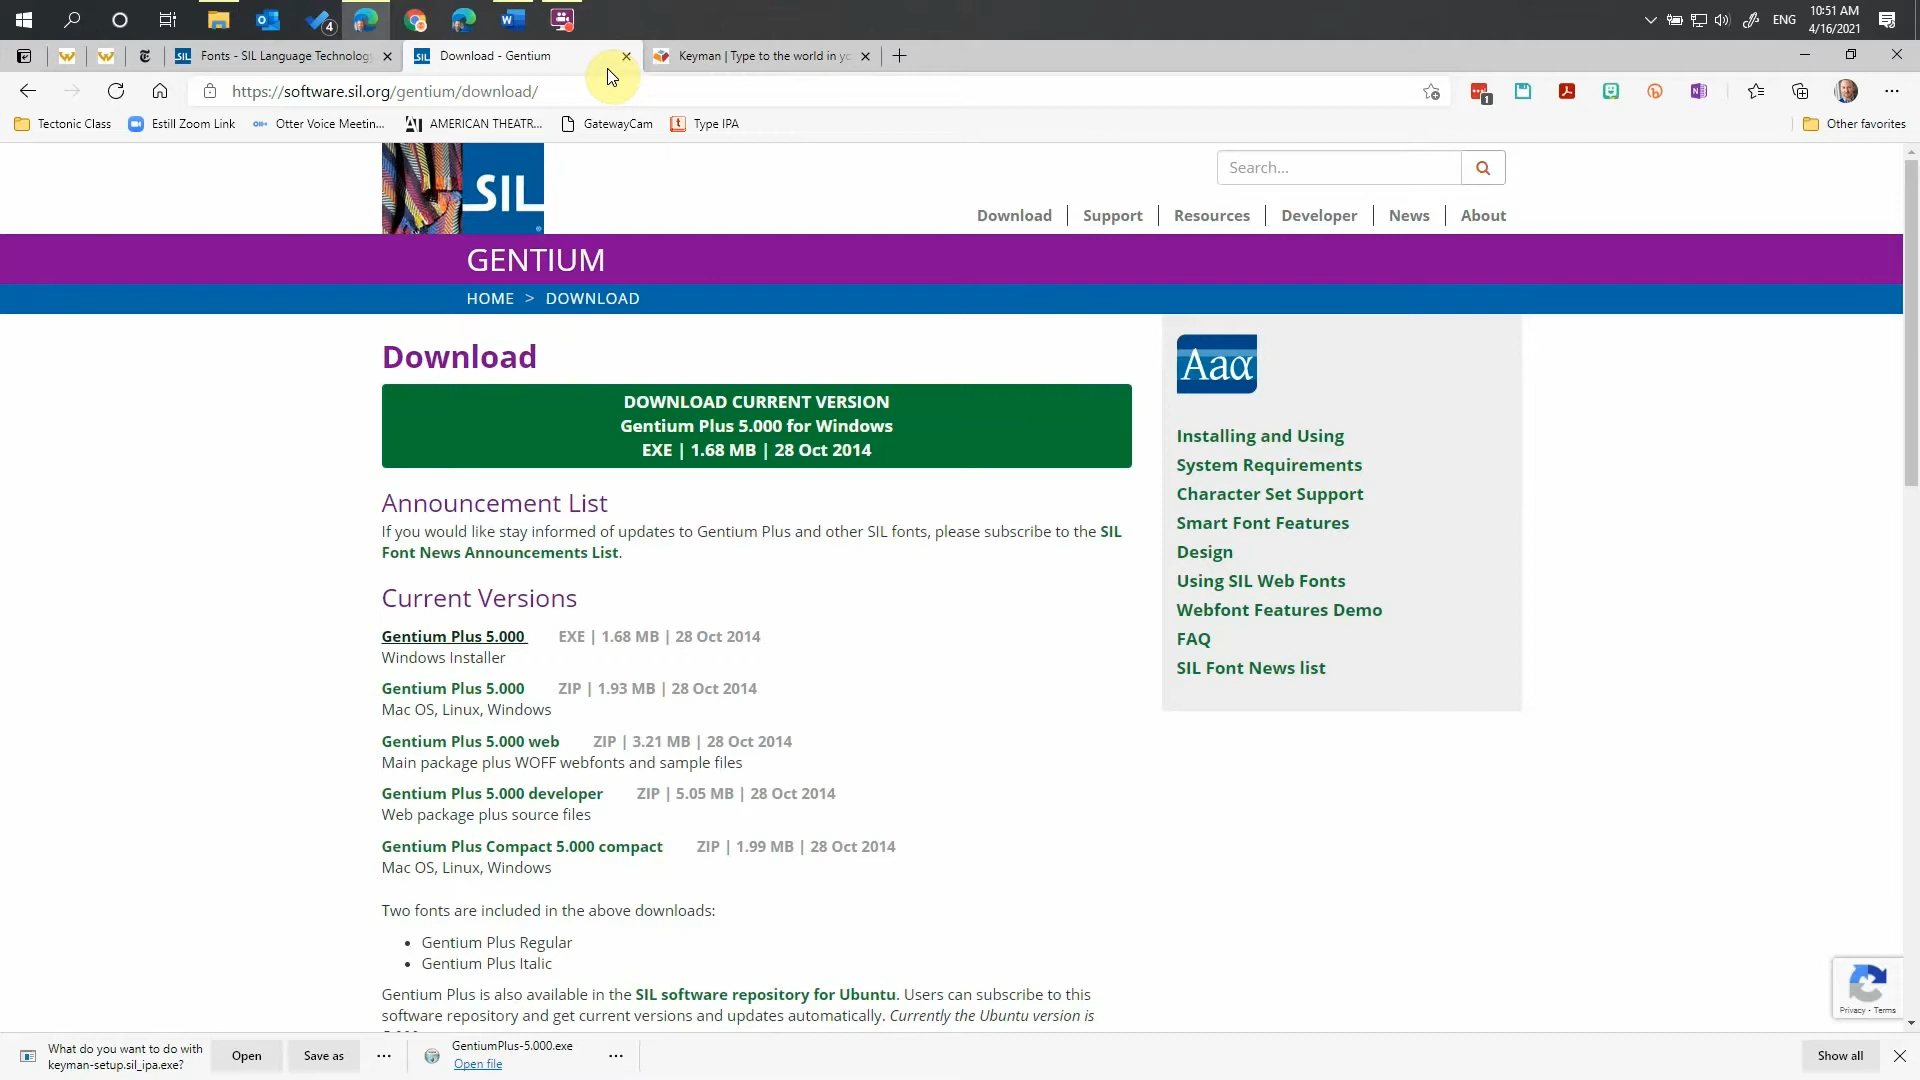 4
ENG
10:51 AM
4/16/2021
Fonts - SIL Language Technology
Download - Gentium
Keyman | Type to the world in yo
https://software.sil.org/gentium/download/
1
Tectonic Class
Estill Zoom Link
Otter Voice Meetin...
AMERICAN THEATR...
GatewayCam
Type IPA
Other favorites
SIL
Search...
Download
Support
Resources
Developer
News
About
GENTIUM
HOME > DOWNLOAD
Download
DOWNLOAD CURRENT VERSION
Gentium Plus 5.000 for Windows
EXE | 1.68 MB | 28 Oct 2014
Announcement List
If you would like stay informed of updates to Gentium Plus and other SIL fonts, please subscribe to the SIL
Font News Announcements List.
Current Versions
Gentium Plus 5.000 EXE | 1.68 MB | 28 Oct 2014
Windows Installer
Gentium Plus 5.000 ZIP | 1.93 MB | 28 Oct 2014
Mac OS, Linux, Windows
Gentium Plus 5.000 web ZIP | 3.21 MB | 28 Oct 2014
Main package plus WOFF webfonts and sample files
Gentium Plus 5.000 developer ZIP | 5.05 MB | 28 Oct 2014
Web package plus source files
Gentium Plus Compact 5.000 compact ZIP | 1.99 MB | 28 Oct 2014
Mac OS, Linux, Windows
Two fonts are included in the above downloads:
• Gentium Plus Regular
• Gentium Plus Italic
Gentium Plus is also available in the SIL software repository for Ubuntu. Users can subscribe to this
software repository and get current versions and updates automatically. Currently the Ubuntu version is
Aaα
Installing and Using
System Requirements
Character Set Support
Smart Font Features
Design
Using SIL Web Fonts
Webfont Features Demo
FAQ
SIL Font News list
Privacy - Terms
What do you want to do with
keyman-setup.sil_ipa.exe?
Open
Save as
GentiumPlus-5.000.exe
Open file
Show all